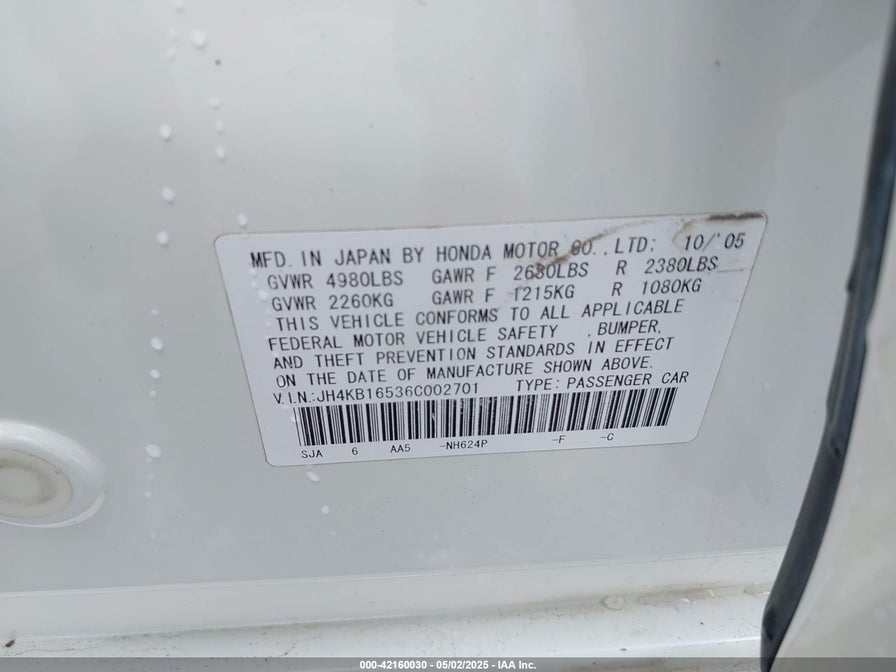 MFD. IN JAPAN BY HONDA MOTOR CO., LTD: 10/'05
GVWR 4980LBS GAWR F 2680LBS R 2380LBS
GVWR 2260KG GAWR F 1215KG R 1080KG
THIS VEHICLE CONFORMS TO ALL APPLICABLE
FEDERAL MOTOR VEHICLE SAFETY , BUMPER,
AND THEFT PREVENTION STANDARDS IN EFFECT
ON THE DATE OF MANUFACTURE SHOWN ABOVE.
V.I.N.:JH4KB16536C002701 TYPE: PASSENGER CAR
SJA 6 AA5 -NH624P -F -C
000-42160030 - 05/02/2025 - IAA Inc.